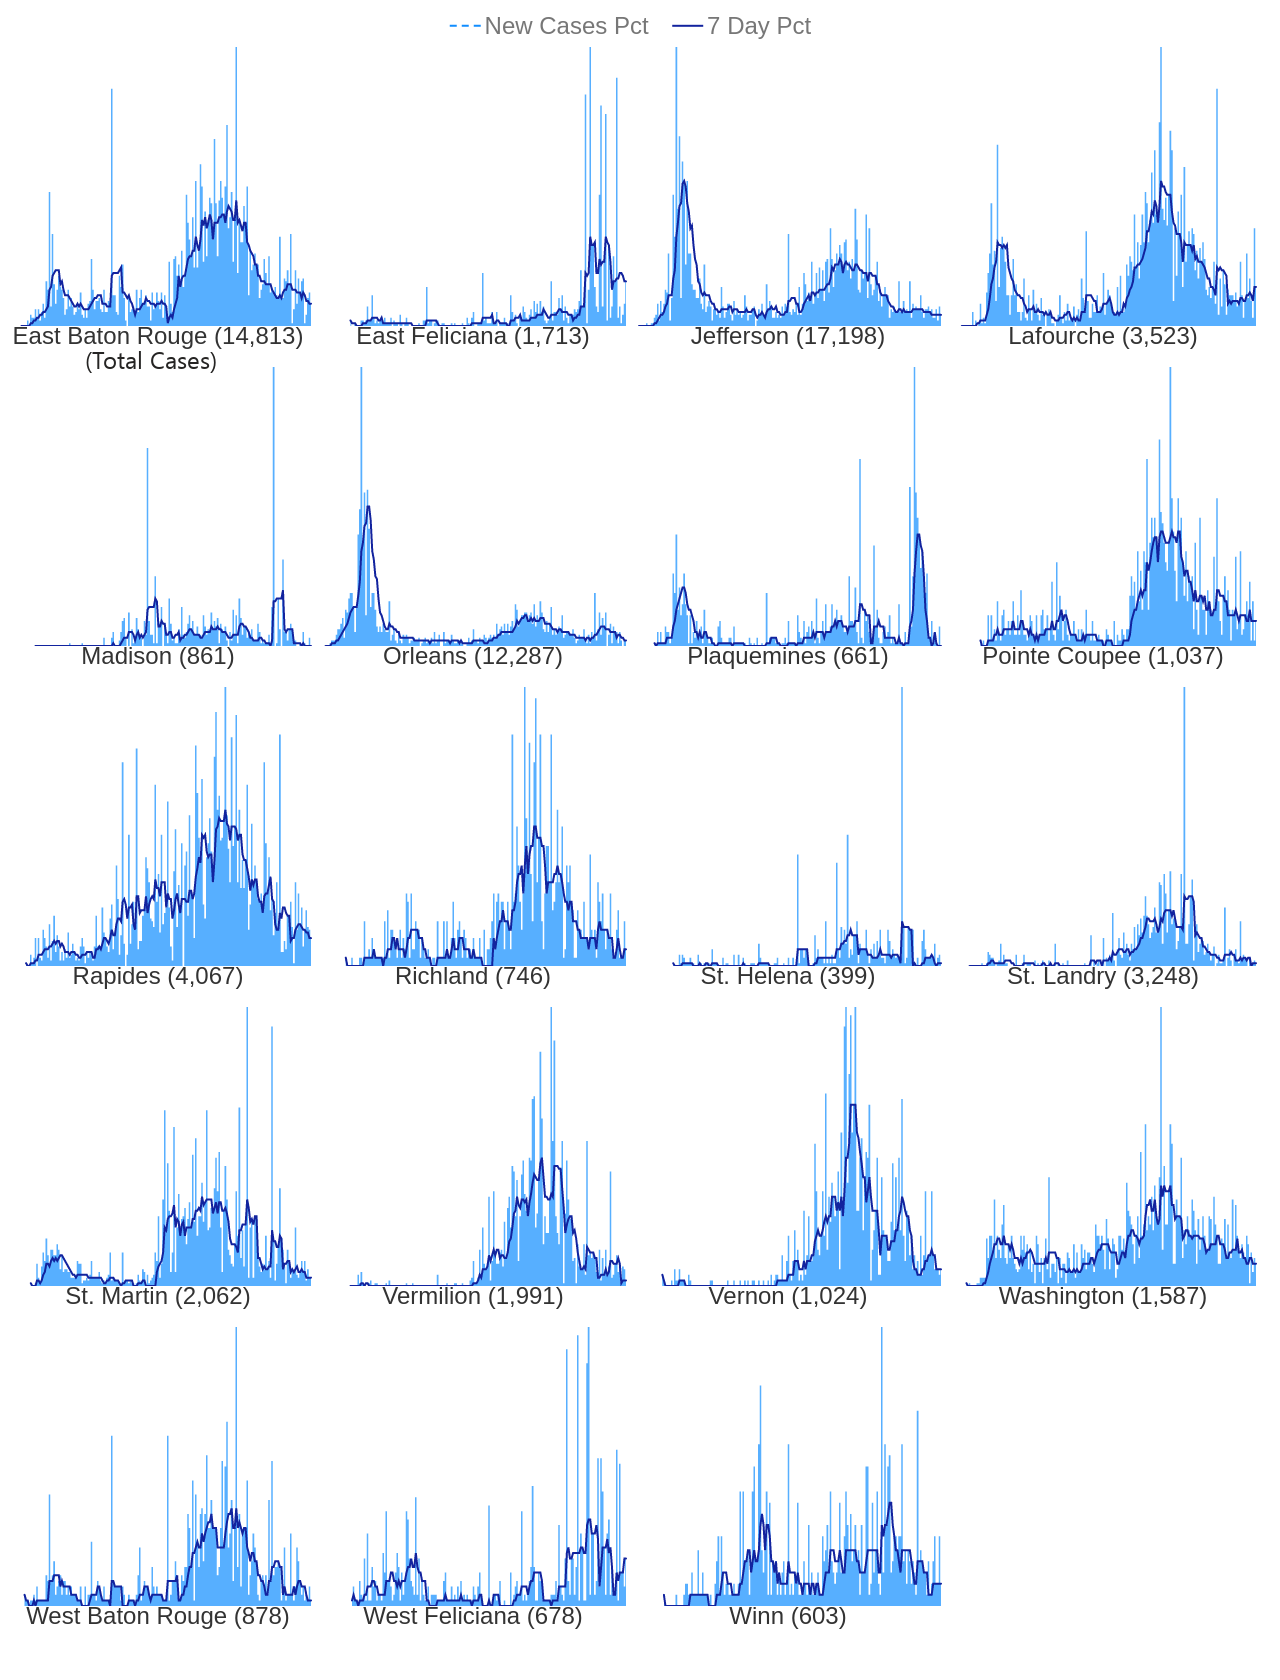 New Cases Pct 7 Day Pct
East Baton Rouge (14,813) East Feliciana (1,713) Jefferson (17,198) Lafourche (3,523)
(Total Cases)
Madison (861) Orleans (12,287) Plaquemines (661) Pointe Coupee (1,037)
Rapides (4,067) Richland (746) St. Helena (399) St. Landry (3,248)
St. Martin (2,062) Vermilion (1,991) Vernon (1,024) Washington (1,587)
West Baton Rouge (878) West Feliciana (678) Winn (603)